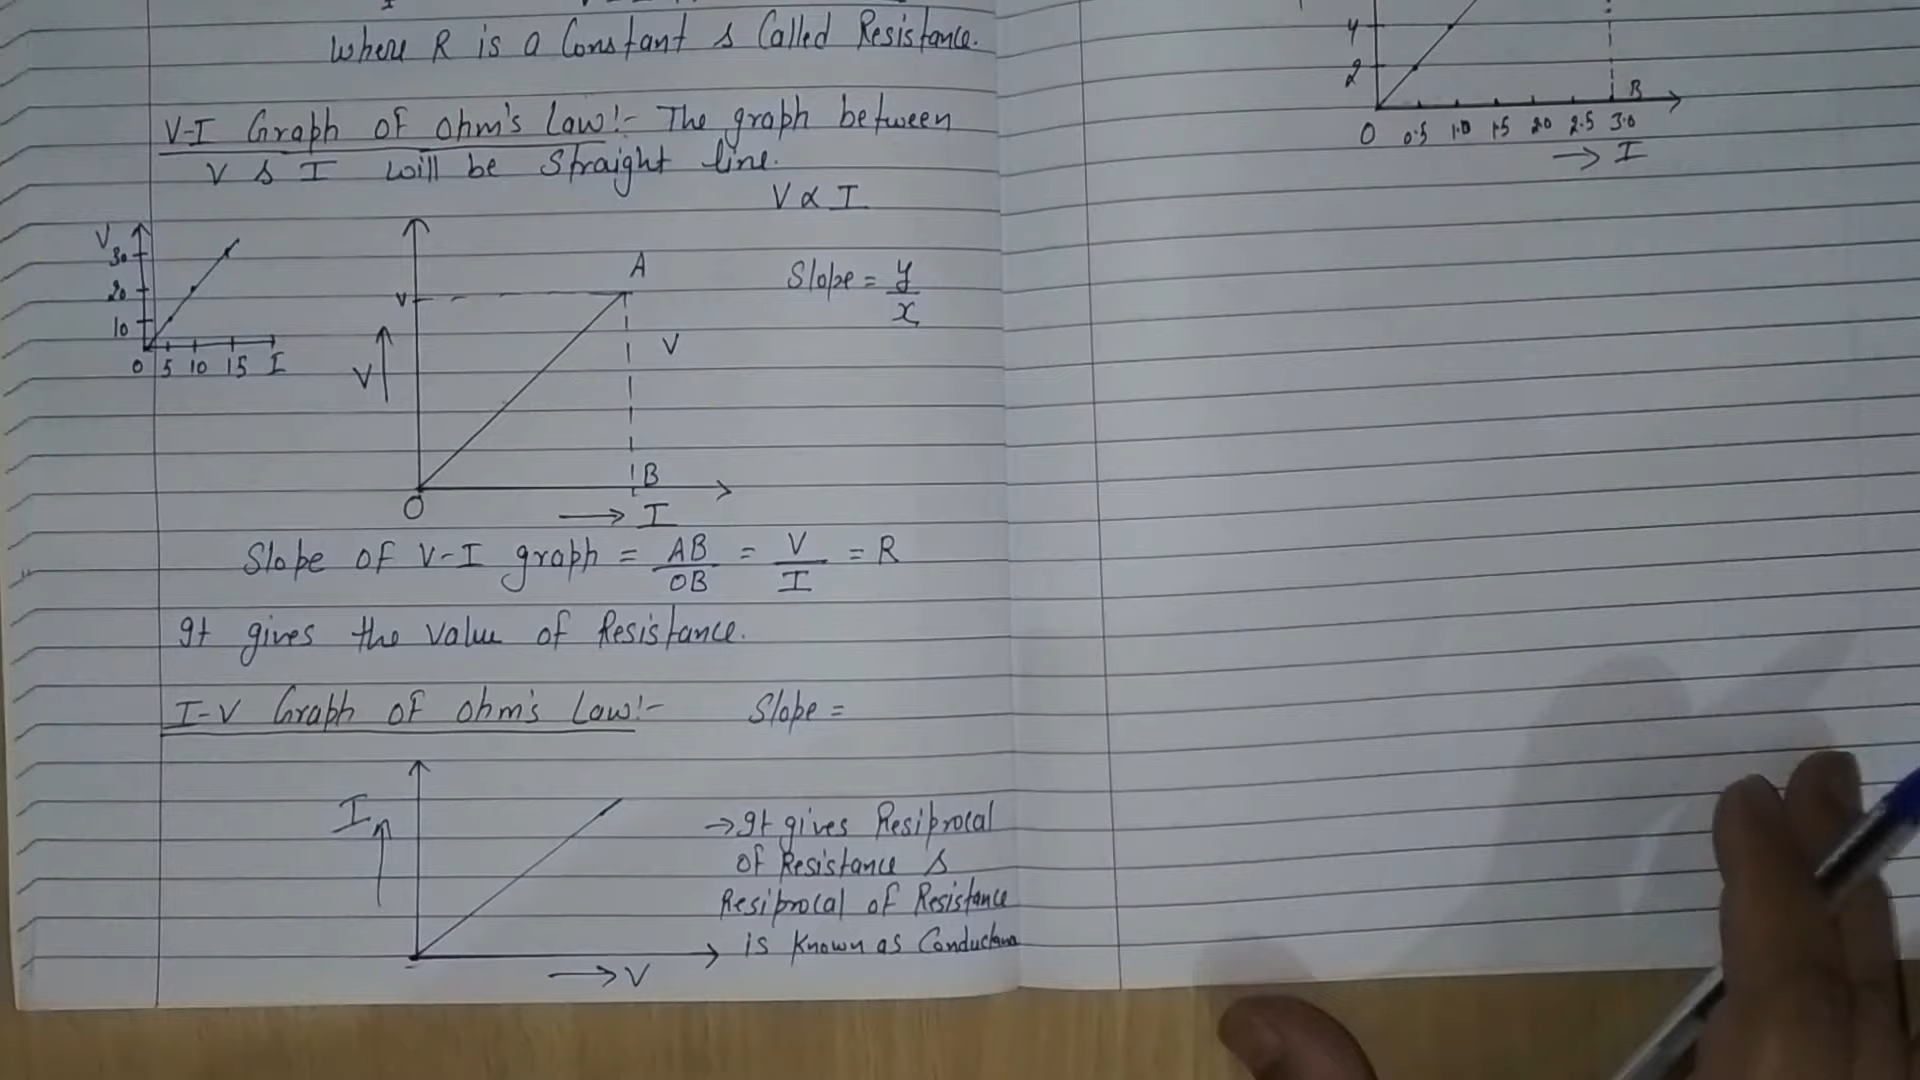 where R is a Constant & Called Resistance.
V-I Graph of Ohm's Law:- The graph between
V & I will be straight line.
V ∝ I
V
30
20
10
0 5 10 15 I
V
V
A
V
B
O
→ I
Slope = y/x
Slope of V-I graph = AB/OB = V/I = R
It gives the value of Resistance.
I-V Graph of Ohm's Law:-
Slope =
I
→ V
→ It gives Resiprocal
of Resistance &
Resiprocal of Resistance
is known as Conductance
4
2
B
0 0.5 1.0 1.5 2.0 2.5 3.0
→ I